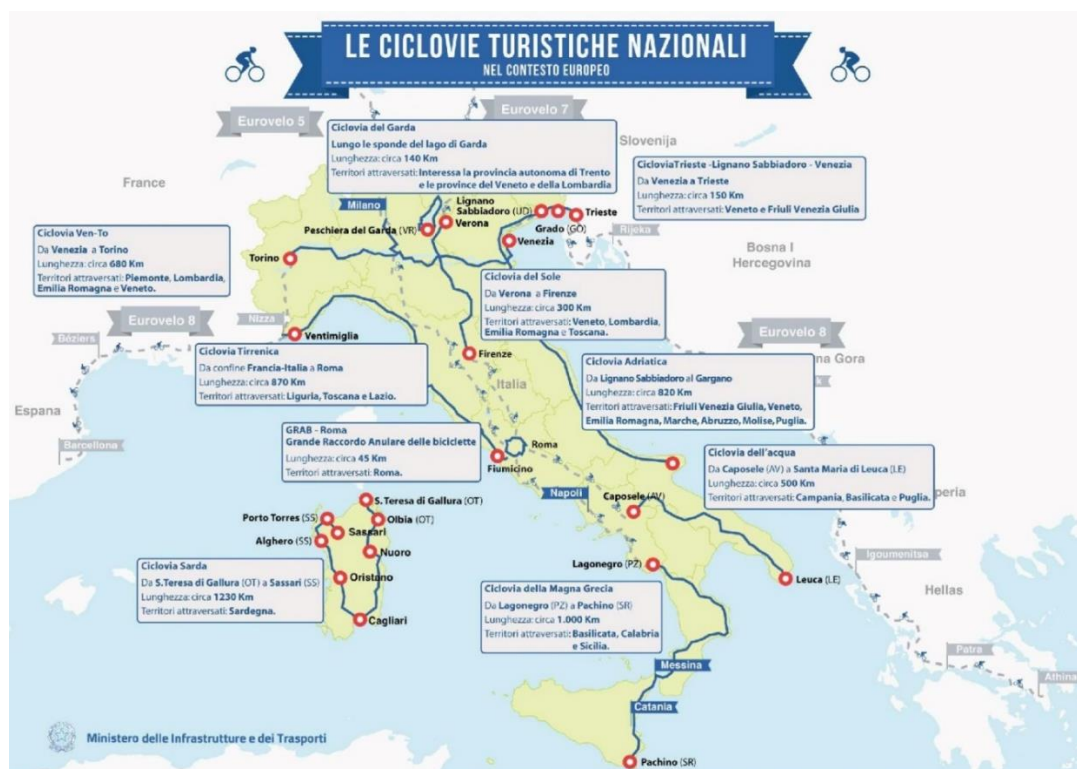 LE CICLOVIE TURISTICHE NAZIONALI
NEL CONTESTO EUROPEO
Eurovelo 5
Eurovelo 7
Slovenija
France
Ciclovia del Garda
Lungo le sponde del lago di Garda
Lunghezza: circa 140 Km
Territori attraversati: Interessa la provincia autonoma di Trento
e le province del Veneto e della Lombardia
CicloviaTrieste -Lignano Sabbiadoro - Venezia
Da Venezia a Trieste
Lunghezza: circa 150 Km
Territori attraversati: Veneto e Friuli Venezia Giulia
Milano
Lignano
Sabbiadoro (UD)
Trieste
Verona
Grado (GO)
Peschiera del Garda (VR)
Venezia
Rijeka
Bosna I
Hercegovina
Ciclovia Ven-To
Da Venezia a Torino
Lunghezza: circa 680 Km
Territori attraversati: Piemonte, Lombardia,
Emilia Romagna e Veneto.
Torino
Ciclovia del Sole
Da Verona a Firenze
Lunghezza: circa 300 Km
Territori attraversati: Veneto, Lombardia,
Emilia Romagna e Toscana.
Eurovelo 8
Nizza
Béziers
Ventimiglia
Eurovelo 8
na Gora
Ciclovia Tirrenica
Da confine Francia-Italia a Roma
Lunghezza: circa 870 Km
Territori attraversati: Liguria, Toscana e Lazio.
Firenze
Italia
Ciclovia Adriatica
Da Lignano Sabbiadoro al Gargano
Lunghezza: circa 820 Km
Territori attraversati: Friuli Venezia Giulia, Veneto,
Emilia Romagna, Marche, Abruzzo, Molise, Puglia.
Espana
Barcellona
GRAB - Roma
Grande Raccordo Anulare delle biciclette
Lunghezza: circa 45 Km
Territori attraversati: Roma.
Roma
Fiumicino
Ciclovia dell'acqua
Da Caposele (AV) a Santa Maria di Leuca (LE)
Lunghezza: circa 500 Km
Territori attraversati: Campania, Basilicata e Puglia.
peria
Napoli
Caposele (AV)
S. Teresa di Gallura (OT)
Porto Torres (SS)
Olbia (OT)
Sassari
Alghero (SS)
Nuoro
Oristano
Cagliari
Igoumenitsa
Lagonegro (PZ)
Leuca (LE)
Hellas
Ciclovia Sarda
Da S.Teresa di Gallura (OT) a Sassari (SS)
Lunghezza: circa 1230 Km
Territori attraversati: Sardegna.
Ciclovia della Magna Grecia
Da Lagonegro (PZ) a Pachino (SR)
Lunghezza: circa 1.000 Km
Territori attraversati: Basilicata, Calabria
e Sicilia.
Messina
Patra
Athina
Catania
Pachino (SR)
Ministero delle Infrastrutture e dei Trasporti